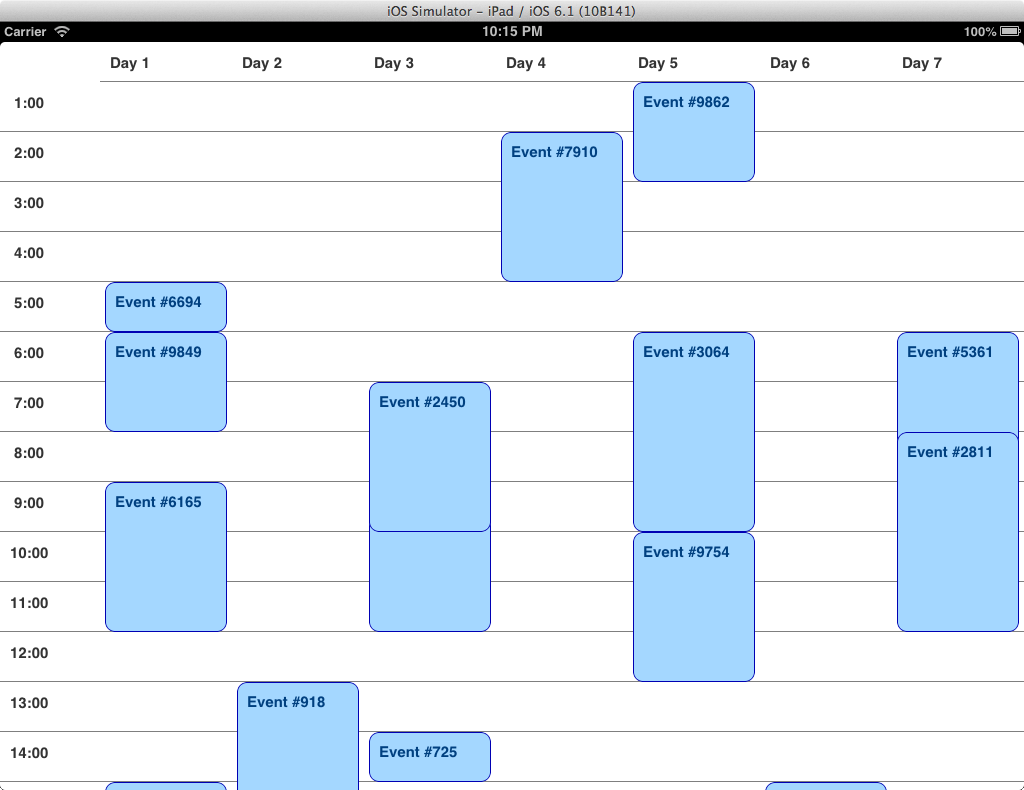 iOS Simulator – iPad / iOS 6.1 (10B141)
Carrier 10:15 PM 100%
Day 1 Day 2 Day 3 Day 4 Day 5 Day 6 Day 7
1:00 Event #9862
2:00 Event #7910
3:00
4:00
5:00 Event #6694
6:00 Event #9849 Event #3064 Event #5361
7:00 Event #2450
8:00 Event #2811
9:00 Event #6165
10:00 Event #9754
11:00
12:00
13:00 Event #918
14:00 Event #725